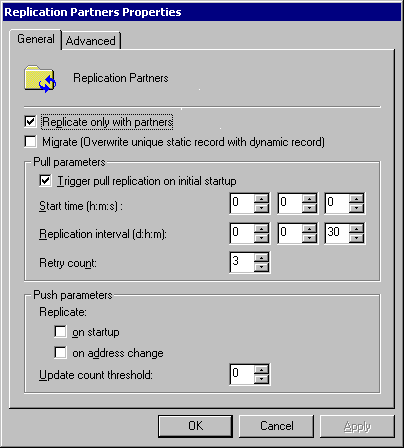 Replication Partners Properties
General Advanced
Replication Partners
Replicate only with partners
Migrate (Overwrite unique static record with dynamic record)
Pull parameters
Trigger pull replication on initial startup
Start time (h:m:s) : 0 0 0
Replication interval (d:h:m): 0 0 30
Retry count: 3
Push parameters
Replicate:
on startup
on address change
Update count threshold: 0
OK Cancel Apply